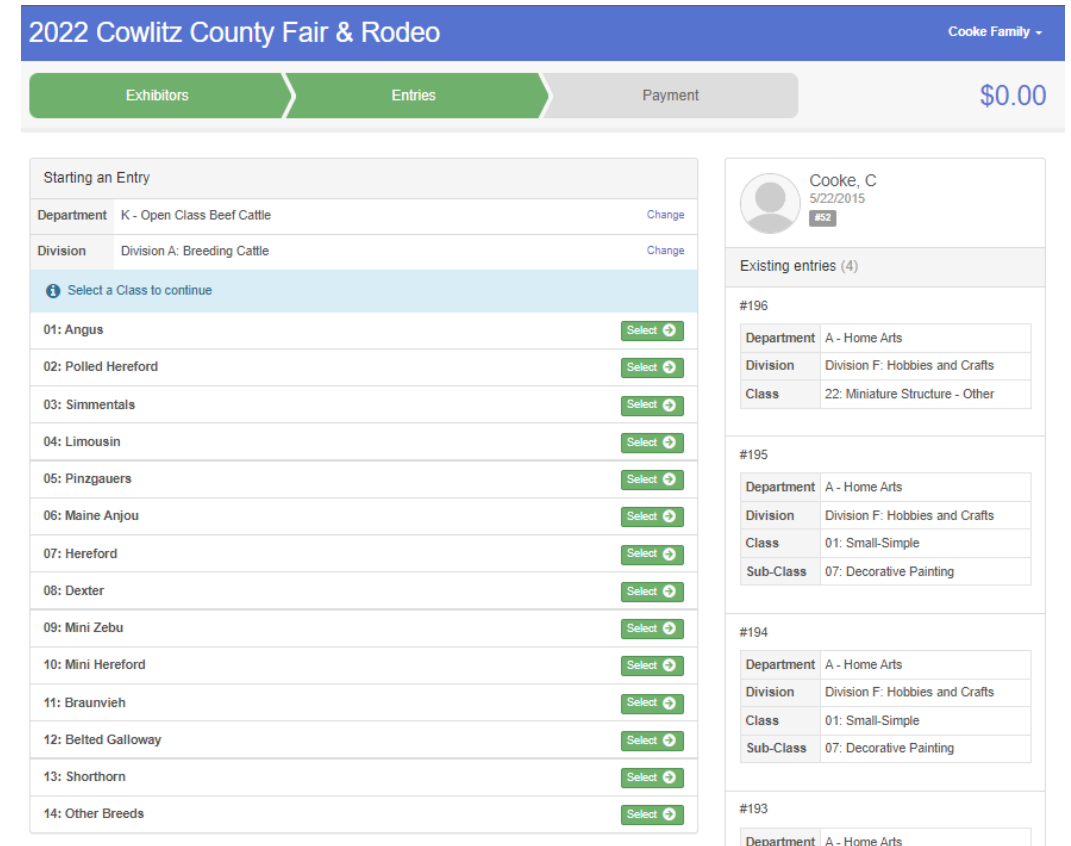 2022 Cowlitz County Fair & Rodeo
Cooke Family
Exhibitors
Entries
Payment
$0.00
Starting an Entry
Department K - Open Class Beef Cattle Change
Division Division A: Breeding Cattle Change
Select a Class to continue
01: Angus Select
02: Polled Hereford Select
03: Simmentals Select
04: Limousin Select
05: Pinzgauers Select
06: Maine Anjou Select
07: Hereford Select
08: Dexter Select
09: Mini Zebu Select
10: Mini Hereford Select
11: Braunvieh Select
12: Belted Galloway Select
13: Shorthorn Select
14: Other Breeds Select
Cooke, C
5/22/2015
#52
Existing entries (4)
#196
Department A - Home Arts
Division Division F: Hobbies and Crafts
Class 22: Miniature Structure - Other
#195
Department A - Home Arts
Division Division F: Hobbies and Crafts
Class 01: Small-Simple
Sub-Class 07: Decorative Painting
#194
Department A - Home Arts
Division Division F: Hobbies and Crafts
Class 01: Small-Simple
Sub-Class 07: Decorative Painting
#193
Department A - Home Arts